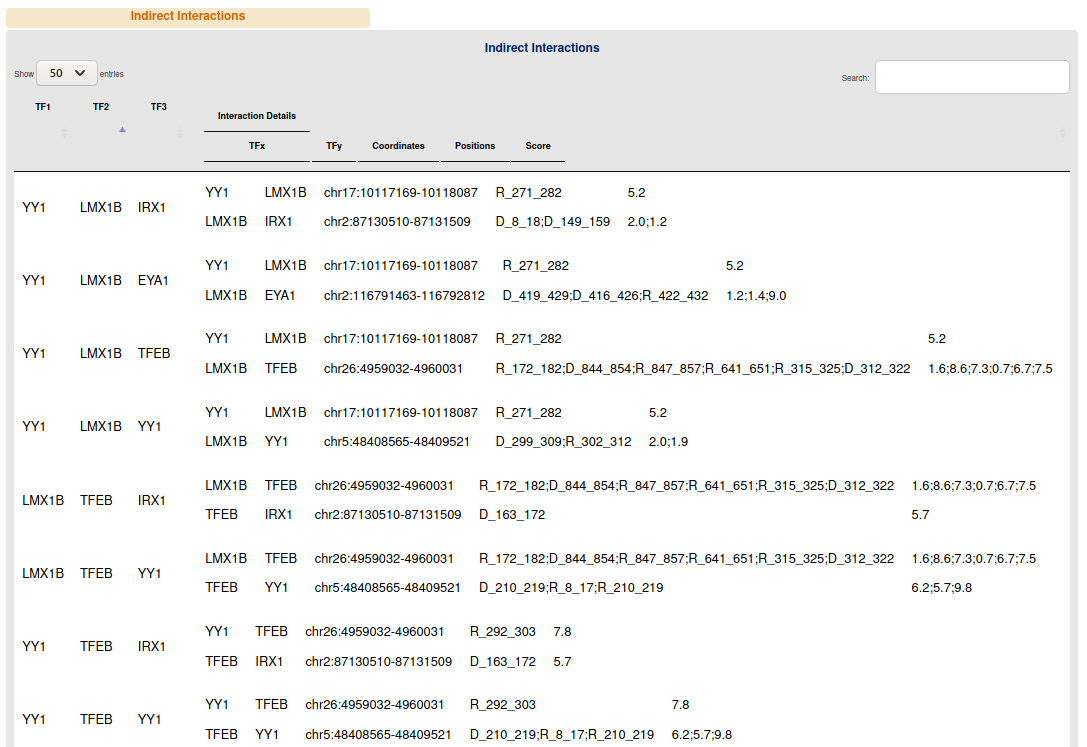 Indirect Interactions
Indirect Interactions
Show 50 entries Search:
TF1 TF2 TF3 Interaction Details
TFx TFy Coordinates Positions Score
YY1 LMX1B IRX1
YY1 LMX1B chr17:10117169-10118087 R_271_282 5.2
LMX1B IRX1 chr2:87130510-87131509 D_8_18;D_149_159 2.0;1.2
YY1 LMX1B EYA1
YY1 LMX1B chr17:10117169-10118087 R_271_282 5.2
LMX1B EYA1 chr2:116791463-116792812 D_419_429;D_416_426;R_422_432 1.2;1.4;9.0
YY1 LMX1B TFEB
YY1 LMX1B chr17:10117169-10118087 R_271_282 5.2
LMX1B TFEB chr26:4959032-4960031 R_172_182;D_844_854;R_847_857;R_641_651;R_315_325;D_312_322 1.6;8.6;7.3;0.7;6.7;7.5
YY1 LMX1B YY1
YY1 LMX1B chr17:10117169-10118087 R_271_282 5.2
LMX1B YY1 chr5:48408565-48409521 D_299_309;R_302_312 2.0;1.9
LMX1B TFEB IRX1
LMX1B TFEB chr26:4959032-4960031 R_172_182;D_844_854;R_847_857;R_641_651;R_315_325;D_312_322 1.6;8.6;7.3;0.7;6.7;7.5
TFEB IRX1 chr2:87130510-87131509 D_163_172 5.7
LMX1B TFEB YY1
LMX1B TFEB chr26:4959032-4960031 R_172_182;D_844_854;R_847_857;R_641_651;R_315_325;D_312_322 1.6;8.6;7.3;0.7;6.7;7.5
TFEB YY1 chr5:48408565-48409521 D_210_219;R_8_17;R_210_219 6.2;5.7;9.8
YY1 TFEB IRX1
YY1 TFEB chr26:4959032-4960031 R_292_303 7.8
TFEB IRX1 chr2:87130510-87131509 D_163_172 5.7
YY1 TFEB YY1
YY1 TFEB chr26:4959032-4960031 R_292_303 7.8
TFEB YY1 chr5:48408565-48409521 D_210_219;R_8_17;R_210_219 6.2;5.7;9.8